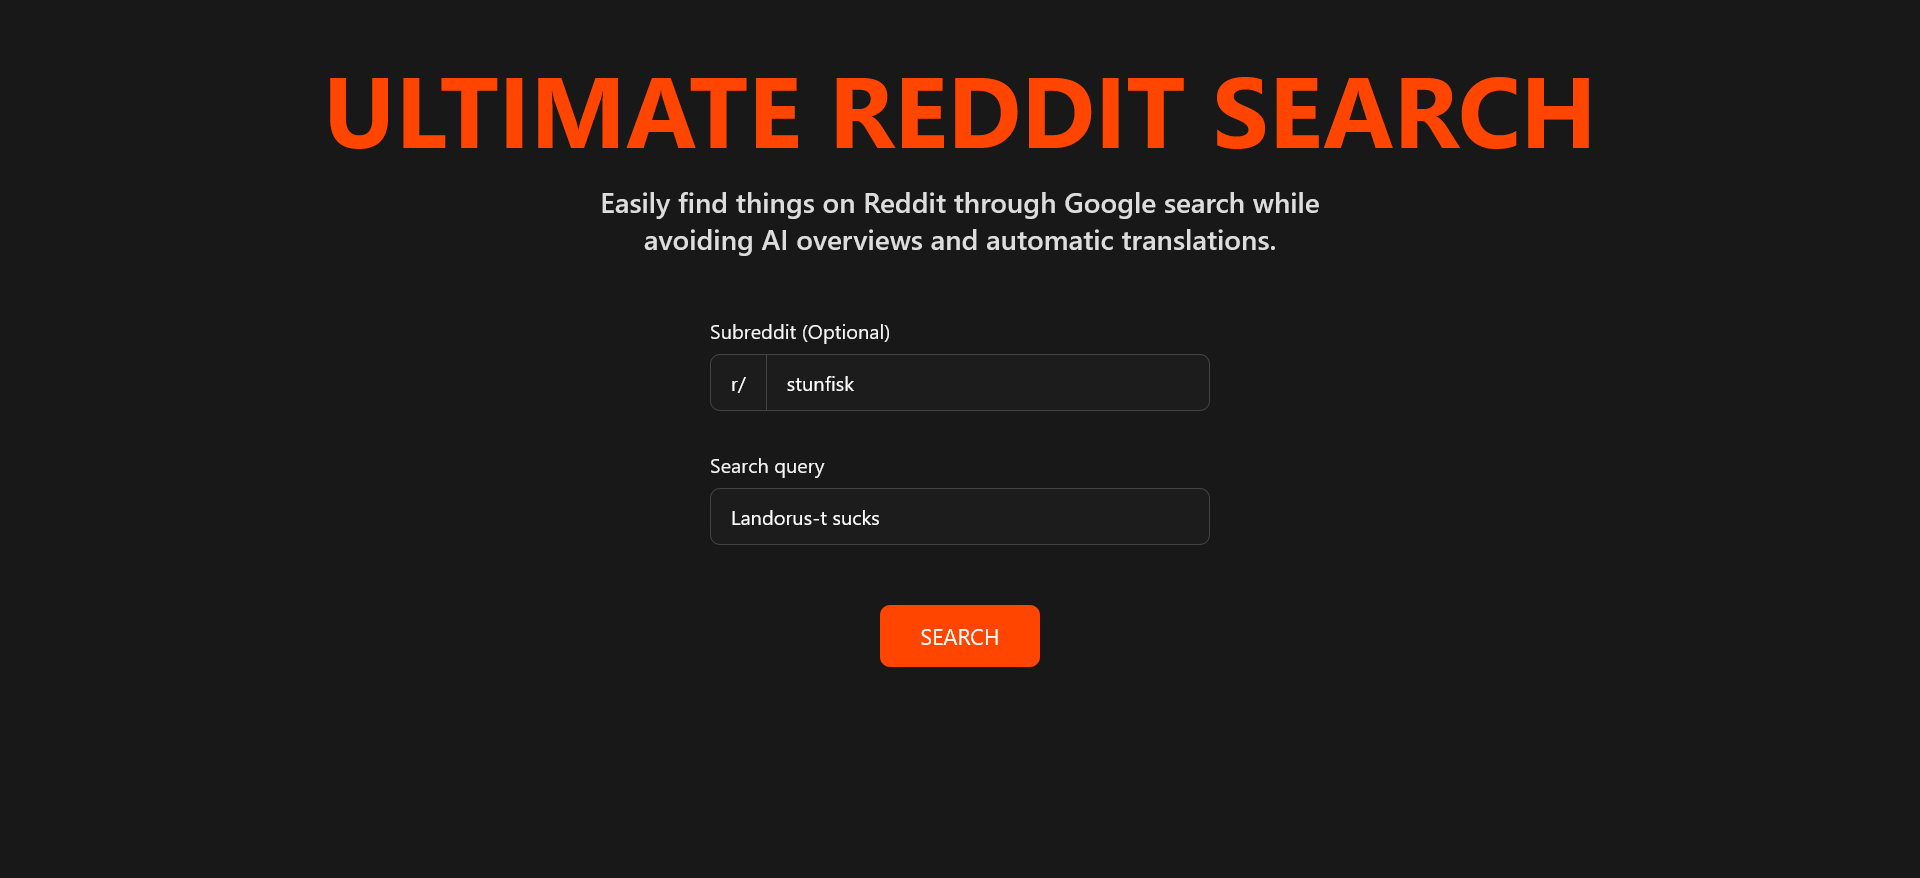 ULTIMATE REDDIT SEARCH
Easily find things on Reddit through Google search while
avoiding AI overviews and automatic translations.
Subreddit (Optional)
r/ stunfisk
Search query
Landorus-t sucks
SEARCH